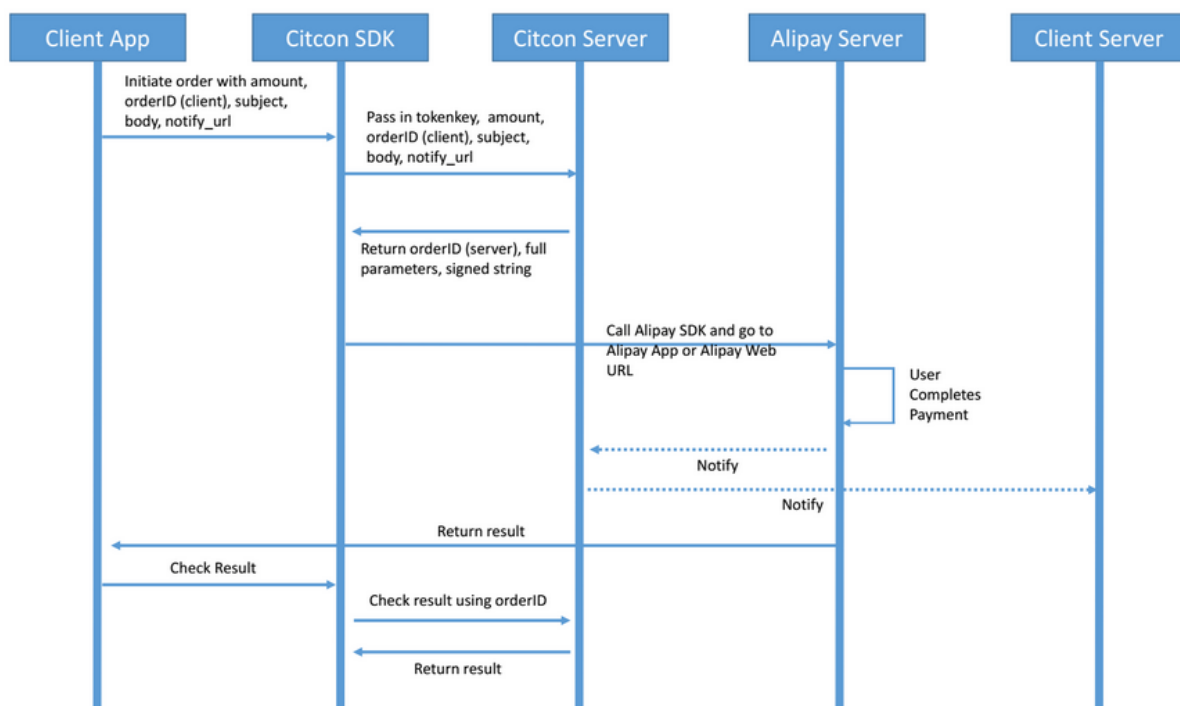 Client App
Citcon SDK
Citcon Server
Alipay Server
Client Server
Initiate order with amount,
orderID (client), subject,
body, notify_url
Pass in tokenkey,  amount,
orderID (client), subject,
body, notify_url
Return orderID (server), full
parameters, signed string
Call Alipay SDK and go to
Alipay App or Alipay Web
URL
User
Completes
Payment
Notify
Notify
Return result
Check Result
Check result using orderID
Return result